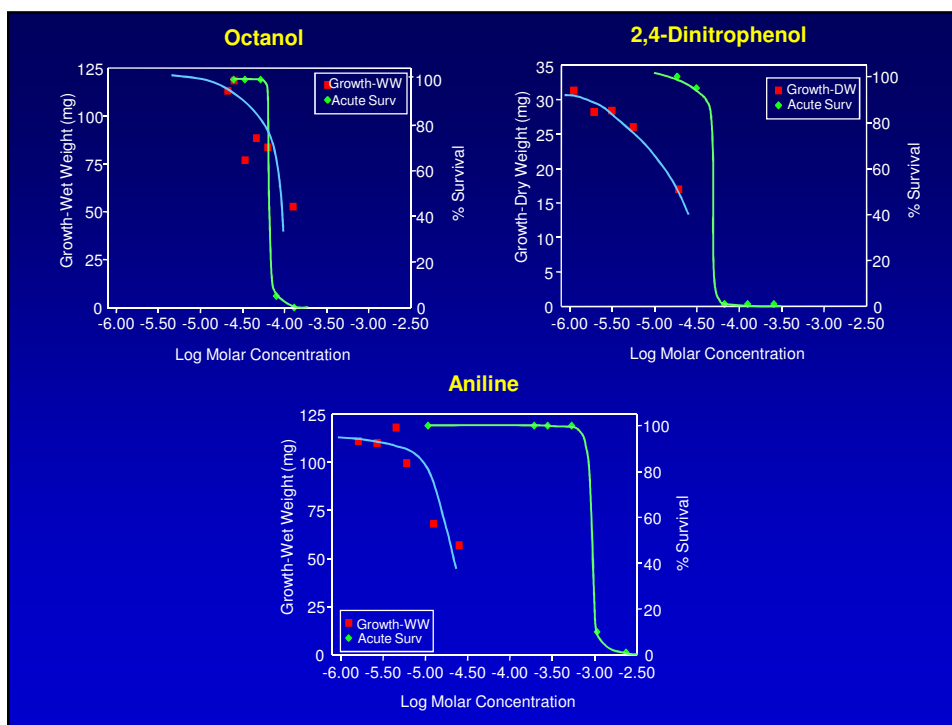 Octanol
125
100
75
50
25
0
Growth-Wet Weight (mg)
Growth-WW
Acute Surv
100
80
60
40
20
0
% Survival
-6.00 -5.50 -5.00 -4.50 -4.00 -3.50 -3.00 -2.50
Log Molar Concentration
2,4-Dinitrophenol
35
30
25
20
15
10
5
0
Growth-Dry Weight (mg)
Growth-DW
Acute Surv
100
80
60
40
20
0
% Survival
-6.00 -5.50 -5.00 -4.50 -4.00 -3.50 -3.00 -2.50
Log Molar Concentration
Aniline
125
100
75
50
25
0
Growth-Wet Weight (mg)
Growth-WW
Acute Surv
100
80
60
40
20
0
% Survival
-6.00 -5.50 -5.00 -4.50 -4.00 -3.50 -3.00 -2.50
Log Molar Concentration